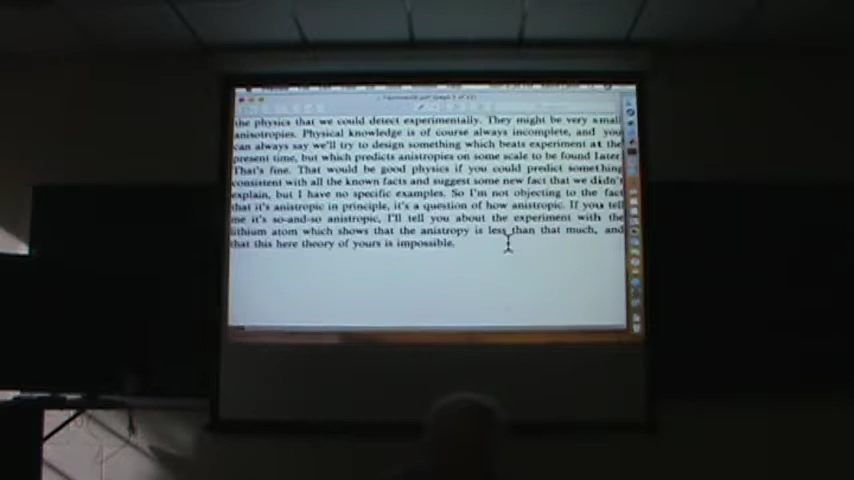 the physics that we could detect experimentally. They might be very small
anisotropies. Physical knowledge is of course always incomplete, and you
can always say we'll try to design something which beats experiment at the
present time, but which predicts anistropies on some scale to be found later
That's fine. That would be good physics if you could predict something
consistent with all the known facts and suggest some new fact that we didn't
explain, but I have no specific examples. So I'm not objecting to the fact
that it's anistropic in principle, it's a question of how anistropic. If you tell
me it's so-and-so anistropic, I'll tell you about the experiment with the
lithium atom which shows that the anistropy is less than that much, and
that this here theory of yours is impossible.